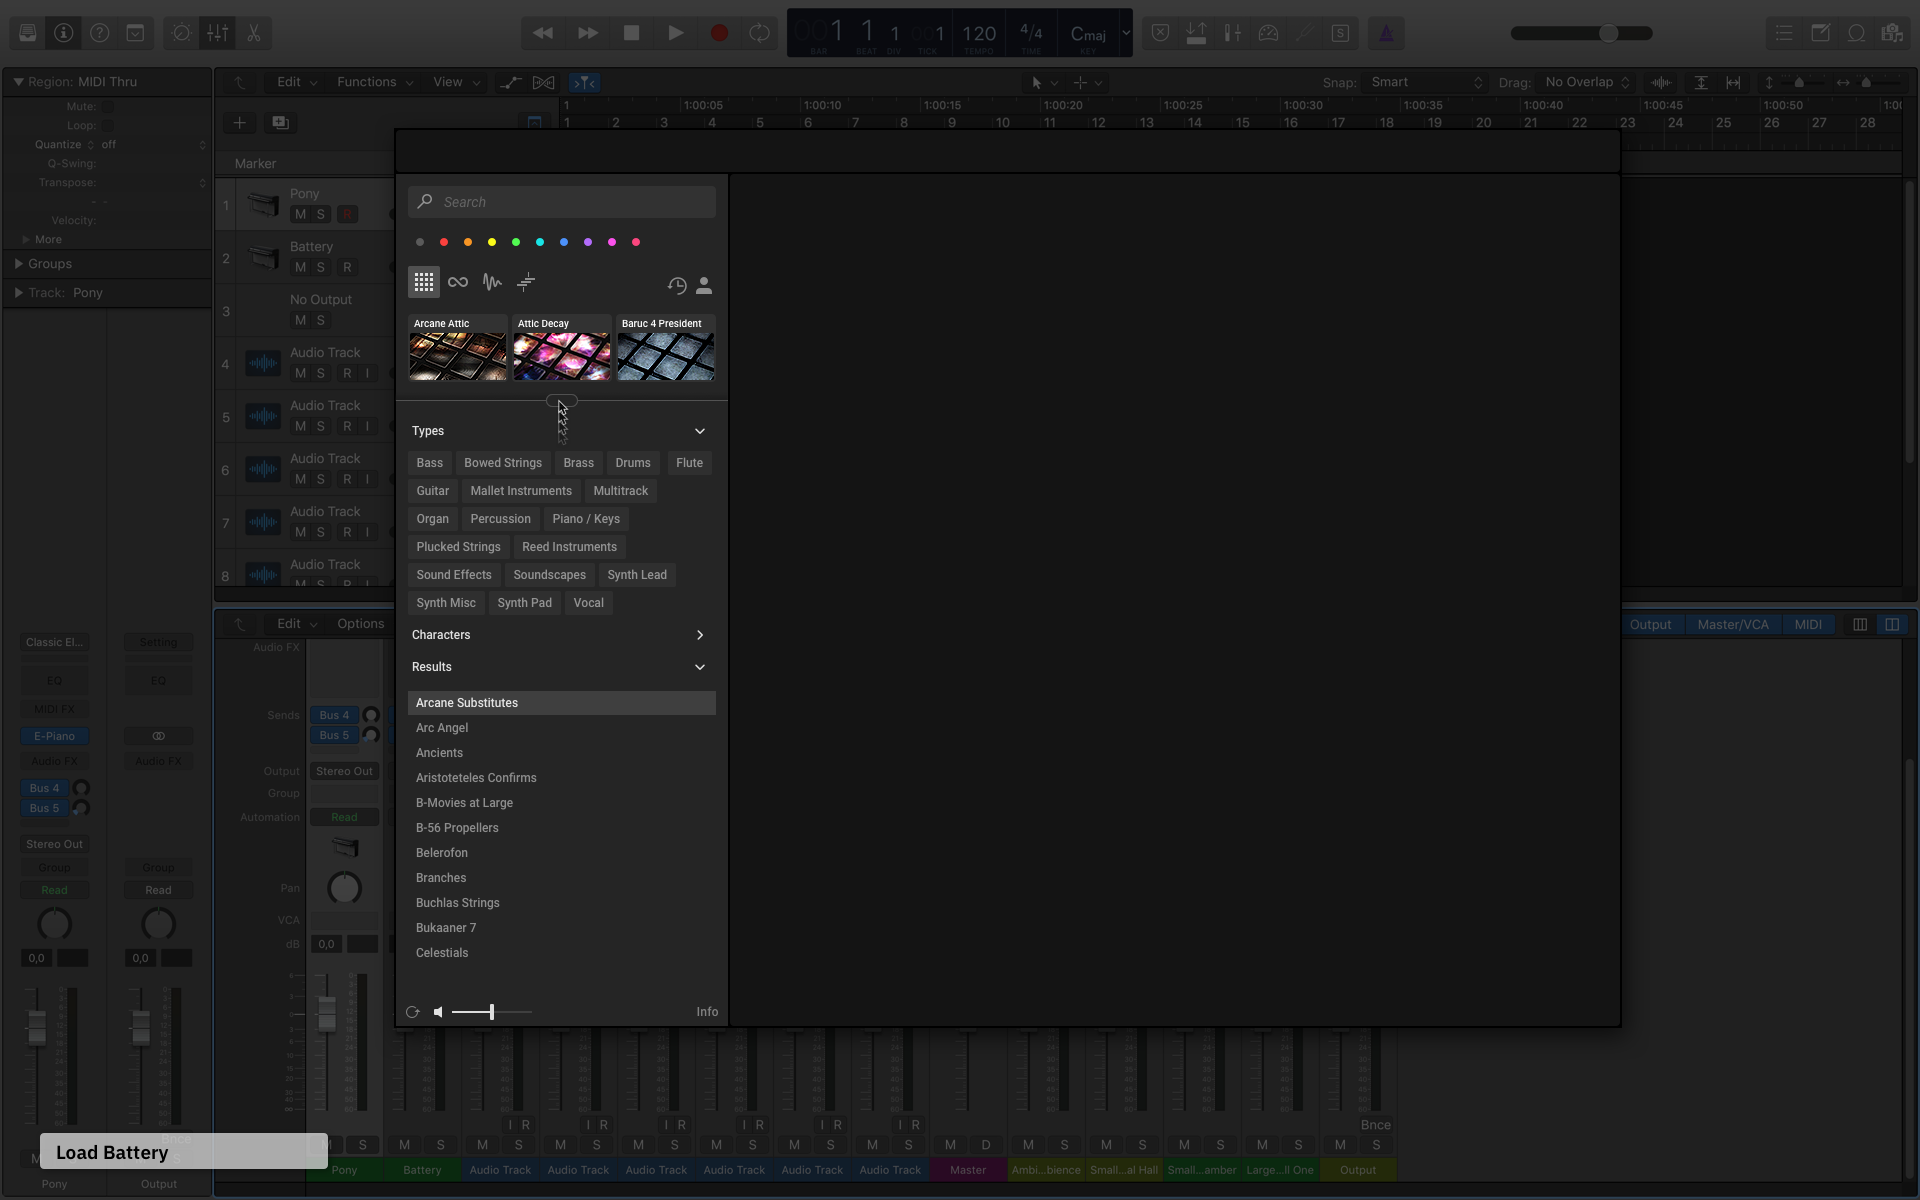 001 1 1 001 120 4/4 Cmaj
BAR BEAT DIV TICK TEMPO TIME KEY
Region: MIDI Thru
Edit Functions View Snap: Smart Drag: No Overlap
Mute:
Loop:
Quantize off
Q-Swing:
Transpose:
Velocity:
More
Groups
Track: Pony
1 1:00:05 1:00:10 1:00:15 1:00:20 1:00:25 1:00:30 1:00:35 1:00:40 1:00:45 1:00:50
1 2 3 4 5 6 7 8 9 10 11 12 13 14 15 16 17 18 19 20 21 22 23 24 25 26 27 28
Marker
1 Pony
M S R
2 Battery
M S R
3 No Output
M S
4 Audio Track
M S R I
5 Audio Track
M S R I
6 Audio Track
M S R I
7 Audio Track
M S R I
8 Audio Track
M S R I
Search
Arcane Attic Attic Decay Baruc 4 President
Types
Bass Bowed Strings Brass Drums Flute
Guitar Mallet Instruments Multitrack
Organ Percussion Piano / Keys
Plucked Strings Reed Instruments
Sound Effects Soundscapes Synth Lead
Synth Misc Synth Pad Vocal
Characters
Results
Arcane Substitutes
Arc Angel
Ancients
Aristoteteles Confirms
B-Movies at Large
B-56 Propellers
Belerofon
Branches
Buchlas Strings
Bukaaner 7
Celestials
Info
Edit Options Output Master/VCA MIDI
Classic El... Setting
EQ EQ
MIDI FX
E-Piano
Audio FX Audio FX
Bus 4
Bus 5
Stereo Out
Group Group
Read Read
0,0 0,0
Audio FX
Sends Bus 4
Bus 5
Output Stereo Out
Group
Automation Read
Pan
VCA
dB 0,0
I R I R I R I R I R I R Bnce
M S M S M S M S M S M S M S M S M D M S M S M S M S M S
Pony Battery Audio Track Audio Track Audio Track Audio Track Audio Track Audio Track Master Ambi...bience Small...al Hall Small...amber Large...ll One Output
Bnce
Load Battery
Pony Output